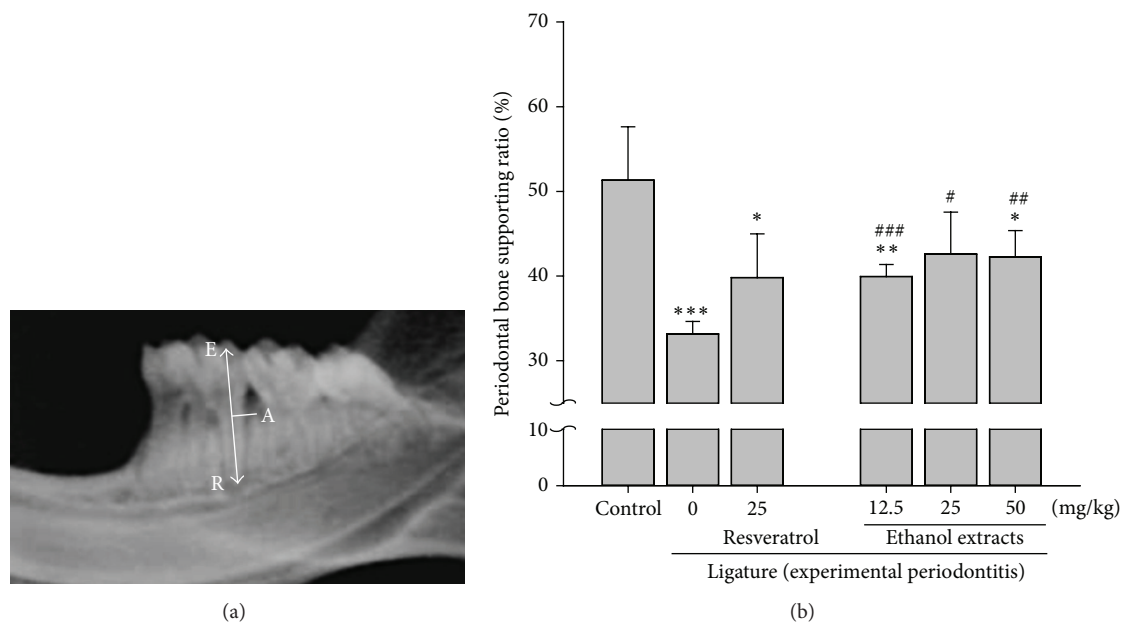 E
A
R
(a)
Periodontal bone supporting ratio (%)
70
60
50
40
30
10
0
***
*
###
**
#
##
*
Control 0 25 12.5 25 50 (mg/kg)
Resveratrol Ethanol extracts
Ligature (experimental periodontitis)
(b)